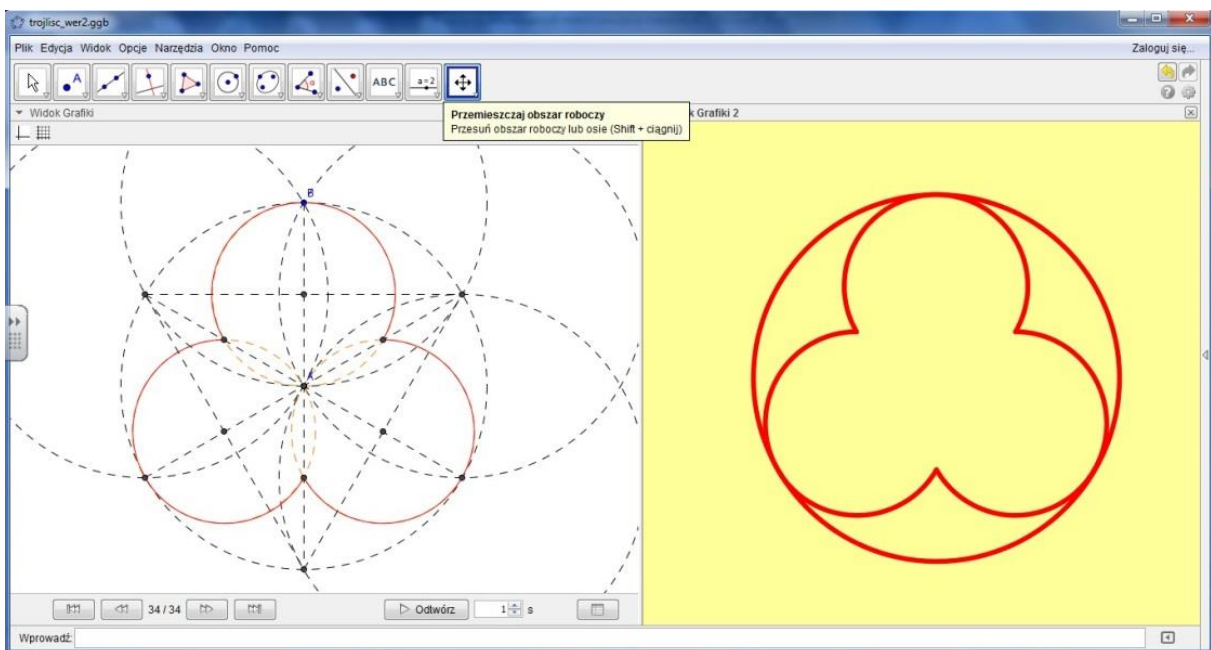 trojlisc_wer2.ggb
Plik Edycja Widok Opcje Narzędzia Okno Pomoc
Zaloguj się...
ABC
a=2
Widok Grafiki
Przemieszczaj obszar roboczy
Przesuń obszar roboczy lub osie (Shift + ciągnij)
k Grafiki 2
B
A
34 / 34
Odtwórz
1
s
Wprowadź: